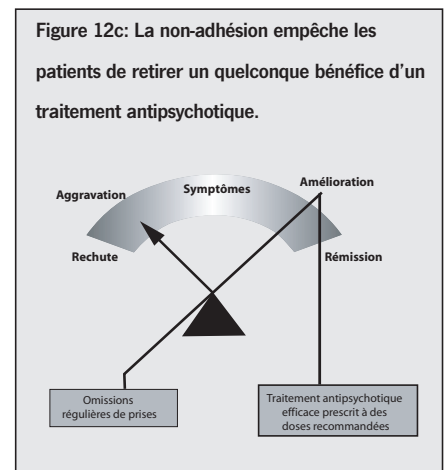 Figure 12c: La non-adhésion empêche les
patients de retirer un quelconque bénéfice d'un
traitement antipsychotique.
Symptômes
Amélioration
Aggravation
Rechute
Rémission
Omissions
régulières de prises
Traitement antipsychotique
efficace prescrit à des
doses recommandées